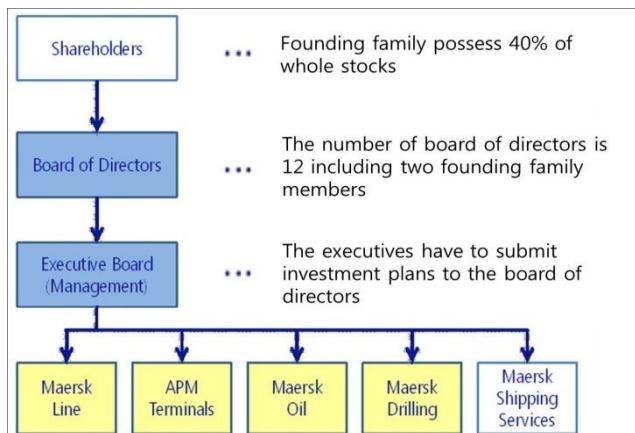 Shareholders
Founding family possess 40% of
whole stocks
Board of Directors
The number of board of directors is
12 including two founding family
members
Executive Board
(Management)
The executives have to submit
investment plans to the board of
directors
Maersk
Line
APM
Terminals
Maersk
Oil
Maersk
Drilling
Maersk
Shipping
Services